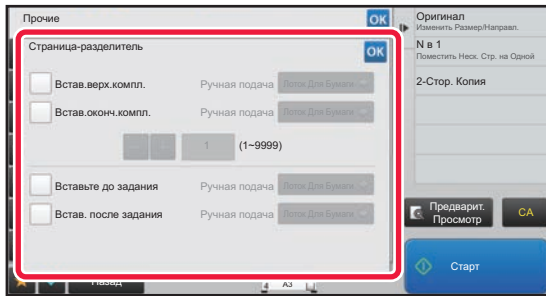 Прочие
OK
Страница-разделитель
OK
Встав.верх.компл.
Ручная подача
Лоток Для Бумаги
Встав.оконч.компл.
Ручная подача
Лоток Для Бумаги
1
(1~9999)
Вставьте до задания
Ручная подача
Лоток Для Бумаги
Встав. после задания
Ручная подача
Лоток Для Бумаги
Назад
4
A3
Оригинал
Изменить Размер/Направл.
N в 1
Поместить Неск. Стр. на Одной
2-Стор. Копия
Предварит.
Просмотр
CA
Старт